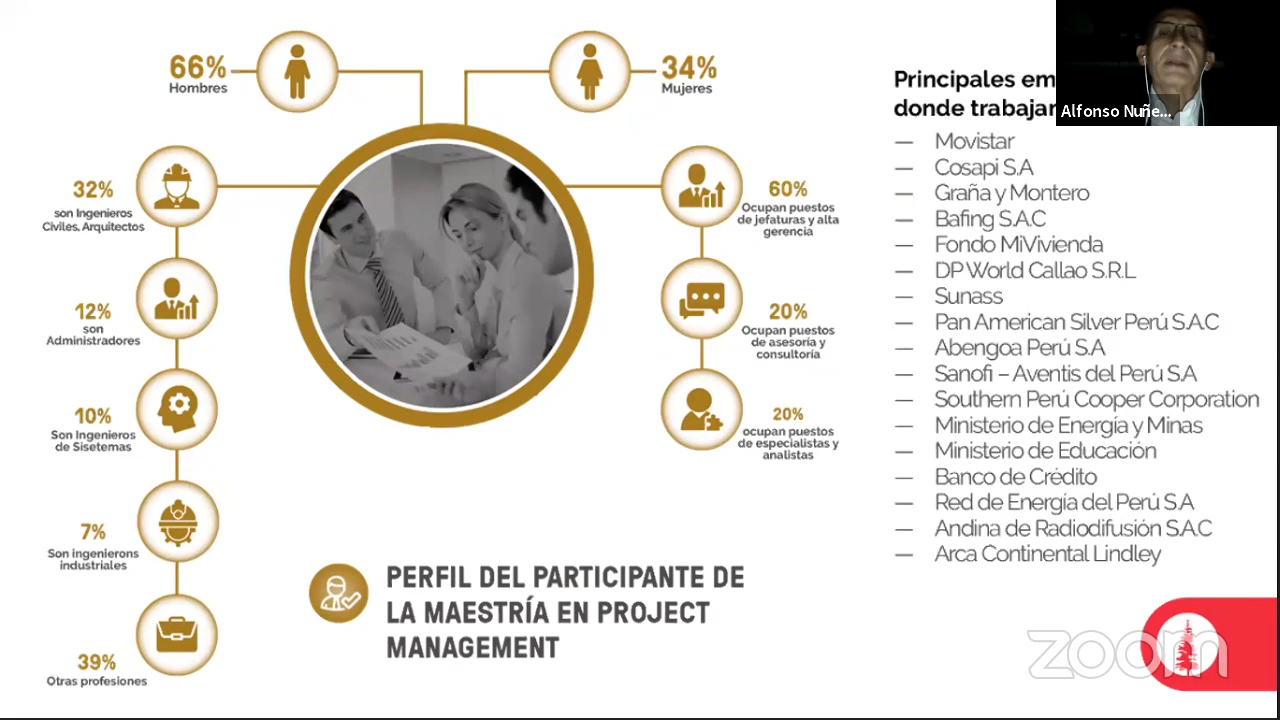 66%
Hombres
34%
Mujeres
32%
son Ingenieros
Civiles, Arquitectos
12%
son
Administradores
10%
Son Ingenieros
de Sisetemas
7%
Son ingenierons
industriales
39%
Otras profesiones
60%
Ocupan puestos
de jefaturas y alta
gerencia
20%
Ocupan puestos
de asesoría y
consultoría
20%
ocupan puestos
de especialistas y
analistas
PERFIL DEL PARTICIPANTE DE
LA MAESTRÍA EN PROJECT
MANAGEMENT
Principales em
donde trabajan
Alfonso Nuñe...
— Movistar
— Cosapi S.A
— Graña y Montero
— Bafing S.A.C
— Fondo MiVivienda
— DP World Callao S.R.L
— Sunass
— Pan American Silver Perú S.A.C
— Abengoa Perú S.A
— Sanofi – Aventis del Perú S.A
— Southern Perú Cooper Corporation
— Ministerio de Energía y Minas
— Ministerio de Educación
— Banco de Crédito
— Red de Energía del Perú S.A
— Andina de Radiodifusión S.A.C
— Arca Continental Lindley
zoom